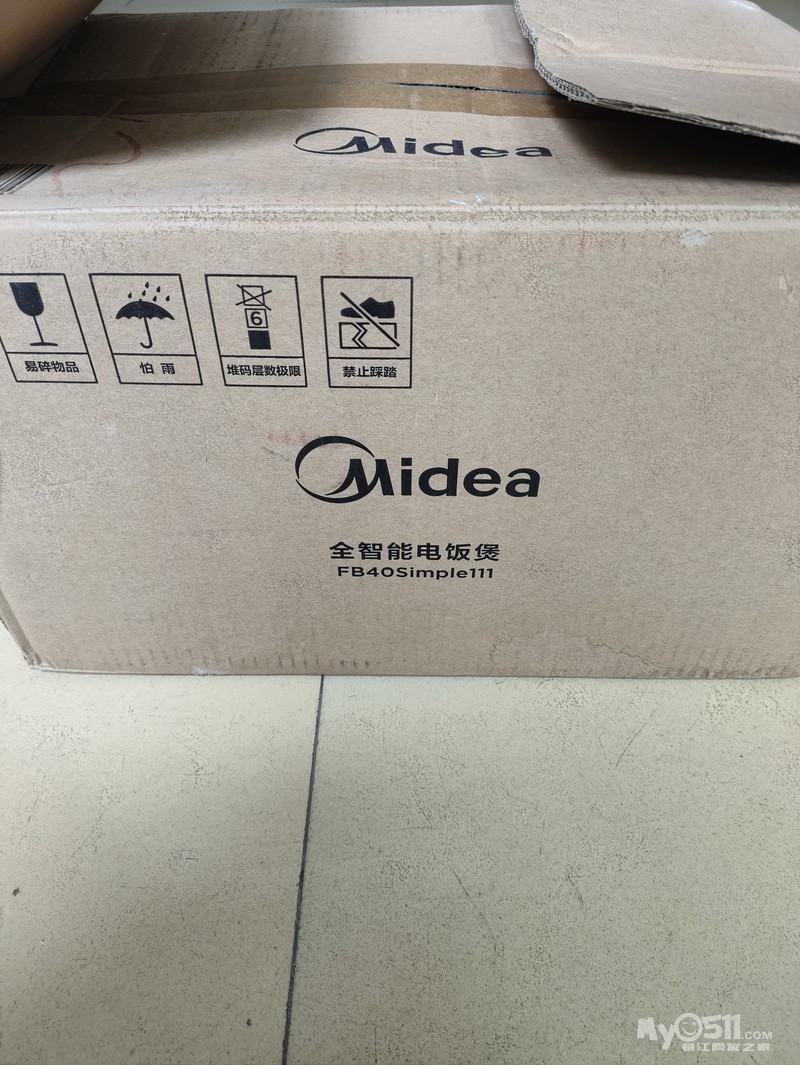 Midea
6
易碎物品
怕雨
堆码层数极限
禁止踩踏
Midea
全智能电饭煲
FB40Simple111
My0511.COM
镇江网友之家